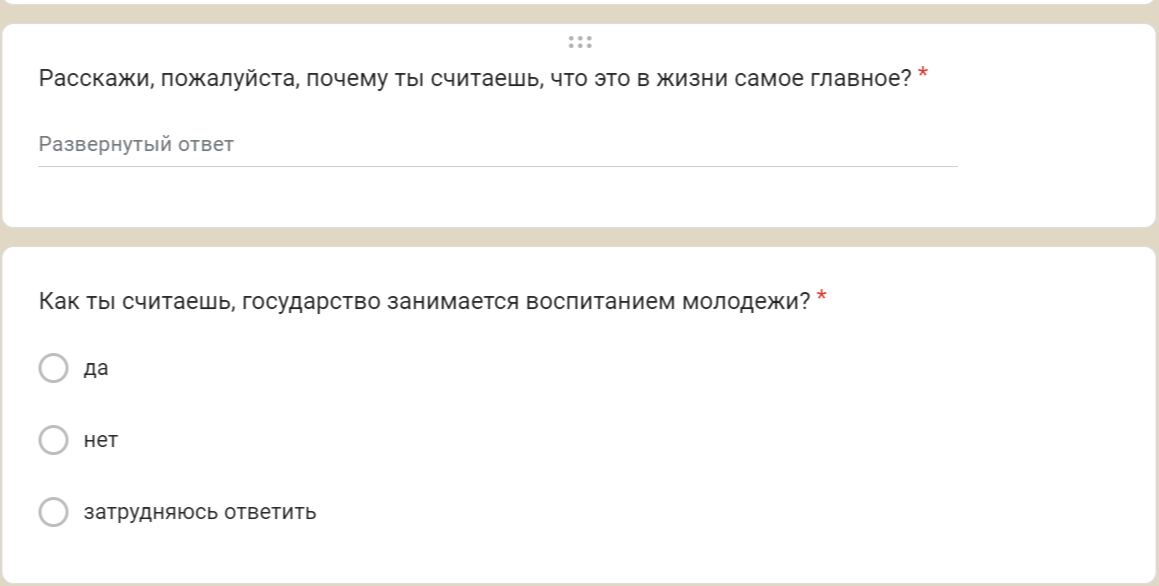 Расскажи, пожалуйста, почему ты считаешь, что это в жизни самое главное? *
Развернутый ответ
Как ты считаешь, государство занимается воспитанием молодежи? *
да
нет
затрудняюсь ответить